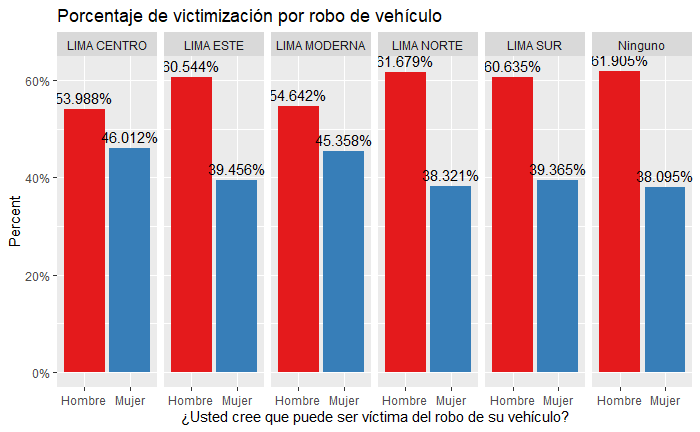 Porcentaje de victimización por robo de vehículo
LIMA CENTRO LIMA ESTE LIMA MODERNA LIMA NORTE LIMA SUR Ninguno
53.988% 46.012% 60.544% 39.456% 54.642% 45.358% 61.679% 38.321% 60.635% 39.365% 61.905% 38.095%
60%
40%
20%
0%
Percent
Hombre Mujer Hombre Mujer Hombre Mujer Hombre Mujer Hombre Mujer Hombre Mujer
¿Usted cree que puede ser víctima del robo de su vehículo?